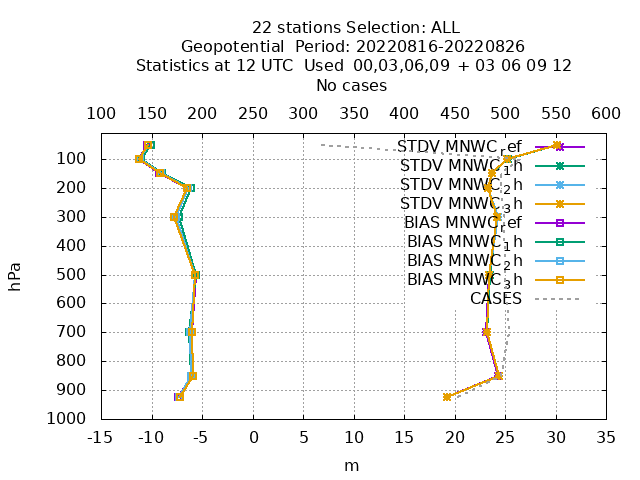 22 stations Selection: ALL
Geopotential  Period: 20220816-20220826
Statistics at 12 UTC  Used  00,03,06,09 + 03 06 09 12
No cases
100 150 200 250 300 350 400 450 500 550 600
STDV MNWC_ref
STDV MNWC_1h
STDV MNWC_2h
STDV MNWC_3h
BIAS MNWC_ref
BIAS MNWC_1h
BIAS MNWC_2h
BIAS MNWC_3h
CASES
hPa
100
200
300
400
500
600
700
800
900
1000
-15 -10 -5 0 5 10 15 20 25 30 35
m